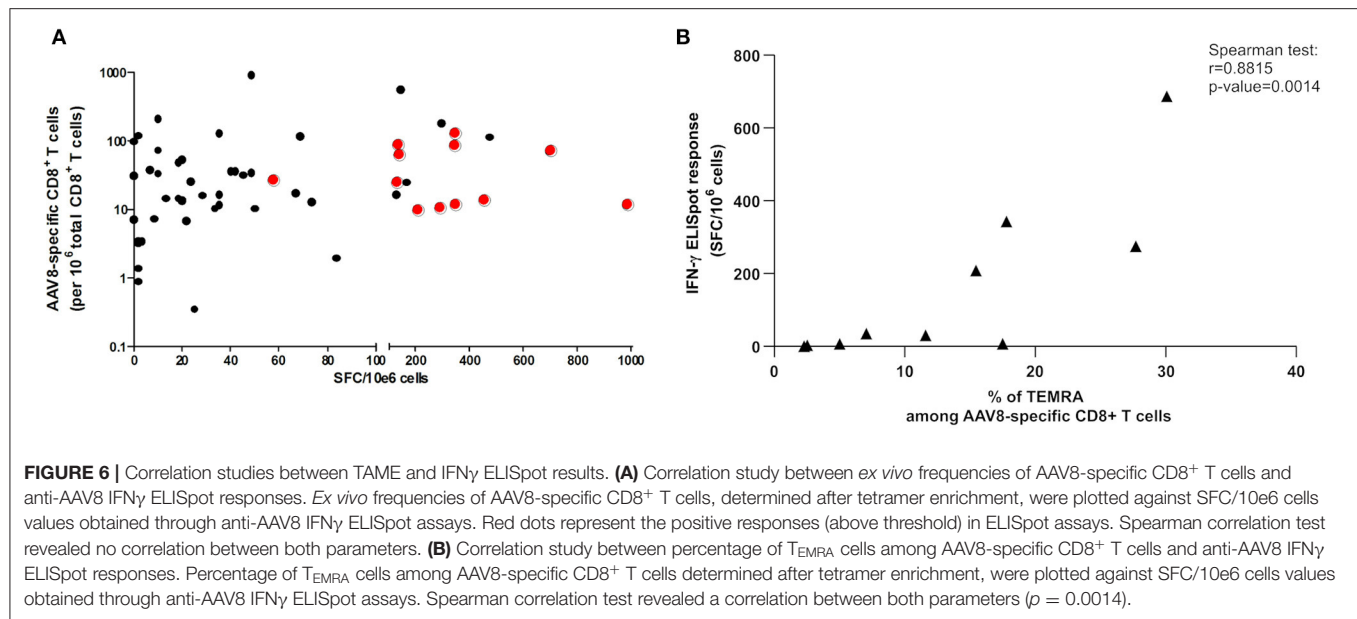 A
AAV8-specific CD8+ T cells
(per 10^6 total CD8+ T cells)
1000
100
10
1
0.1
0
20
40
60
80
100
200
400
600
800
1000
SFC/10e6 cells
B
Spearman test:
r=0.8815
p-value=0.0014
IFN-γ ELISpot response
(SFC/10^6 cells)
800
600
400
200
0
0
10
20
30
40
% of TEMRA
among AAV8-specific CD8+ T cells
FIGURE 6 | Correlation studies between TAME and IFNγ ELISpot results. (A) Correlation study between ex vivo frequencies of AAV8-specific CD8+ T cells and
anti-AAV8 IFNγ ELISpot responses. Ex vivo frequencies of AAV8-specific CD8+ T cells, determined after tetramer enrichment, were plotted against SFC/10e6 cells
values obtained through anti-AAV8 IFNγ ELISpot assays. Red dots represent the positive responses (above threshold) in ELISpot assays. Spearman correlation test
revealed no correlation between both parameters. (B) Correlation study between percentage of TEMRA cells among AAV8-specific CD8+ T cells and anti-AAV8 IFNγ
ELISpot responses. Percentage of TEMRA cells among AAV8-specific CD8+ T cells determined after tetramer enrichment, were plotted against SFC/10e6 cells values
obtained through anti-AAV8 IFNγ ELISpot assays. Spearman correlation test revealed a correlation between both parameters (p = 0.0014).